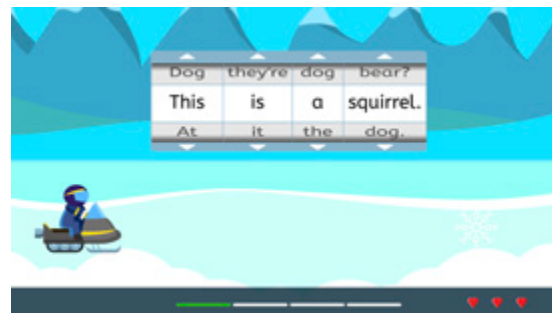 Dog they're dog bear?
This is a squirrel.
At it the dog.